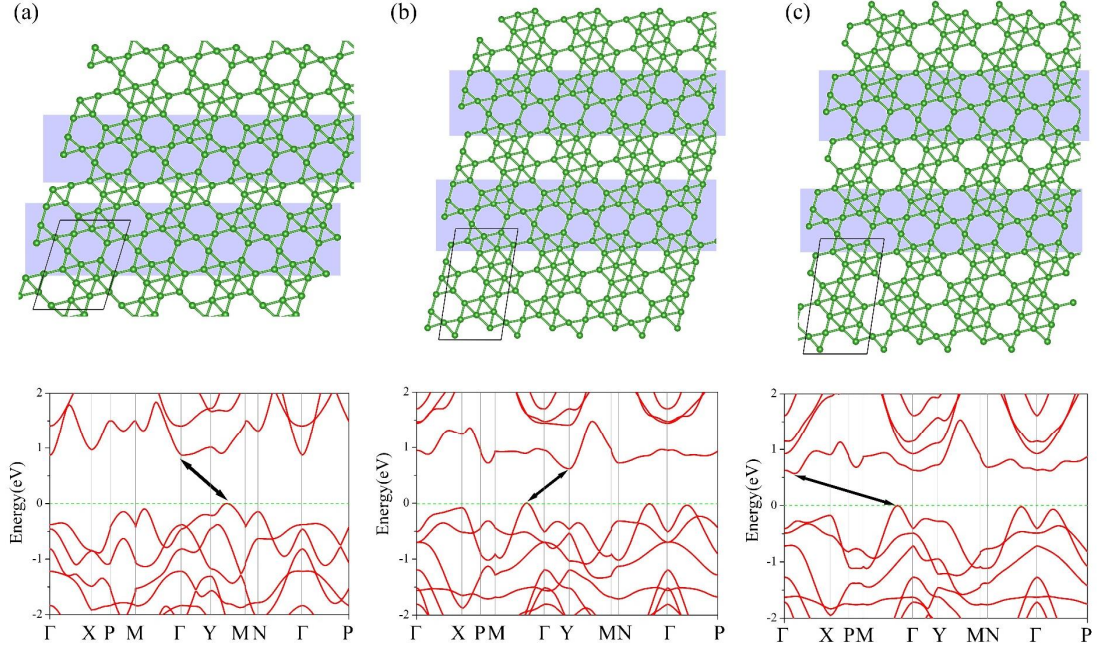 (a)
(b)
(c)
2
1
0
-1
-2
Energy(eV)
Γ X P M Γ Y M N Γ P
2
1
0
-1
-2
Energy(eV)
Γ X P M Γ Y M N Γ P
2
1
0
-1
-2
Energy(eV)
Γ X P M Γ Y M N Γ P